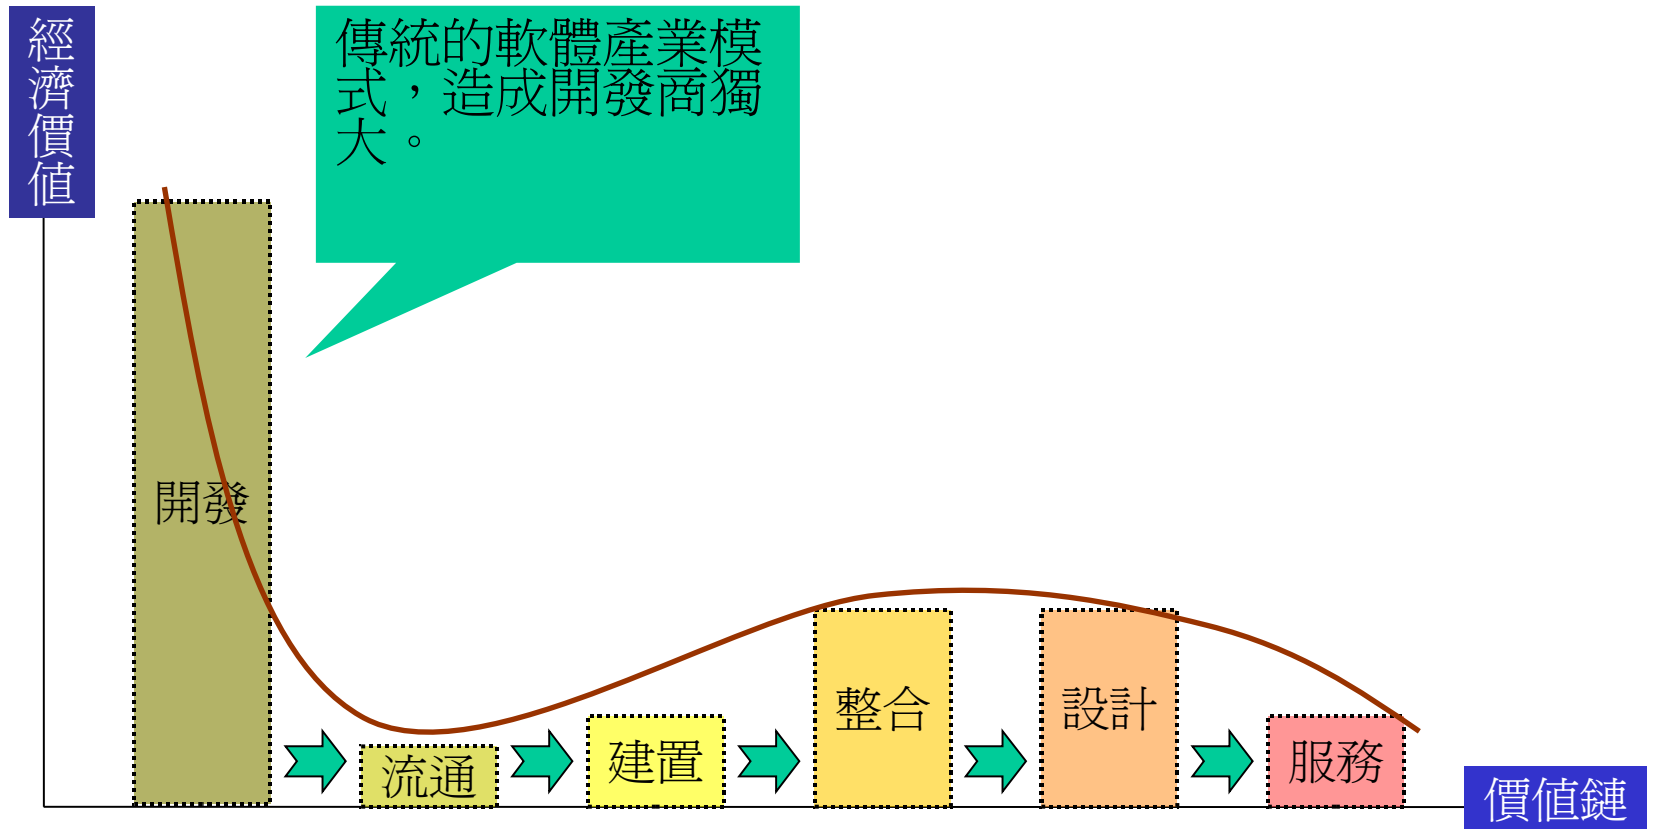 經濟價值
傳統的軟體產業模
式，造成開發商獨
大。
開發
流通
建置
整合
設計
服務
價值鏈